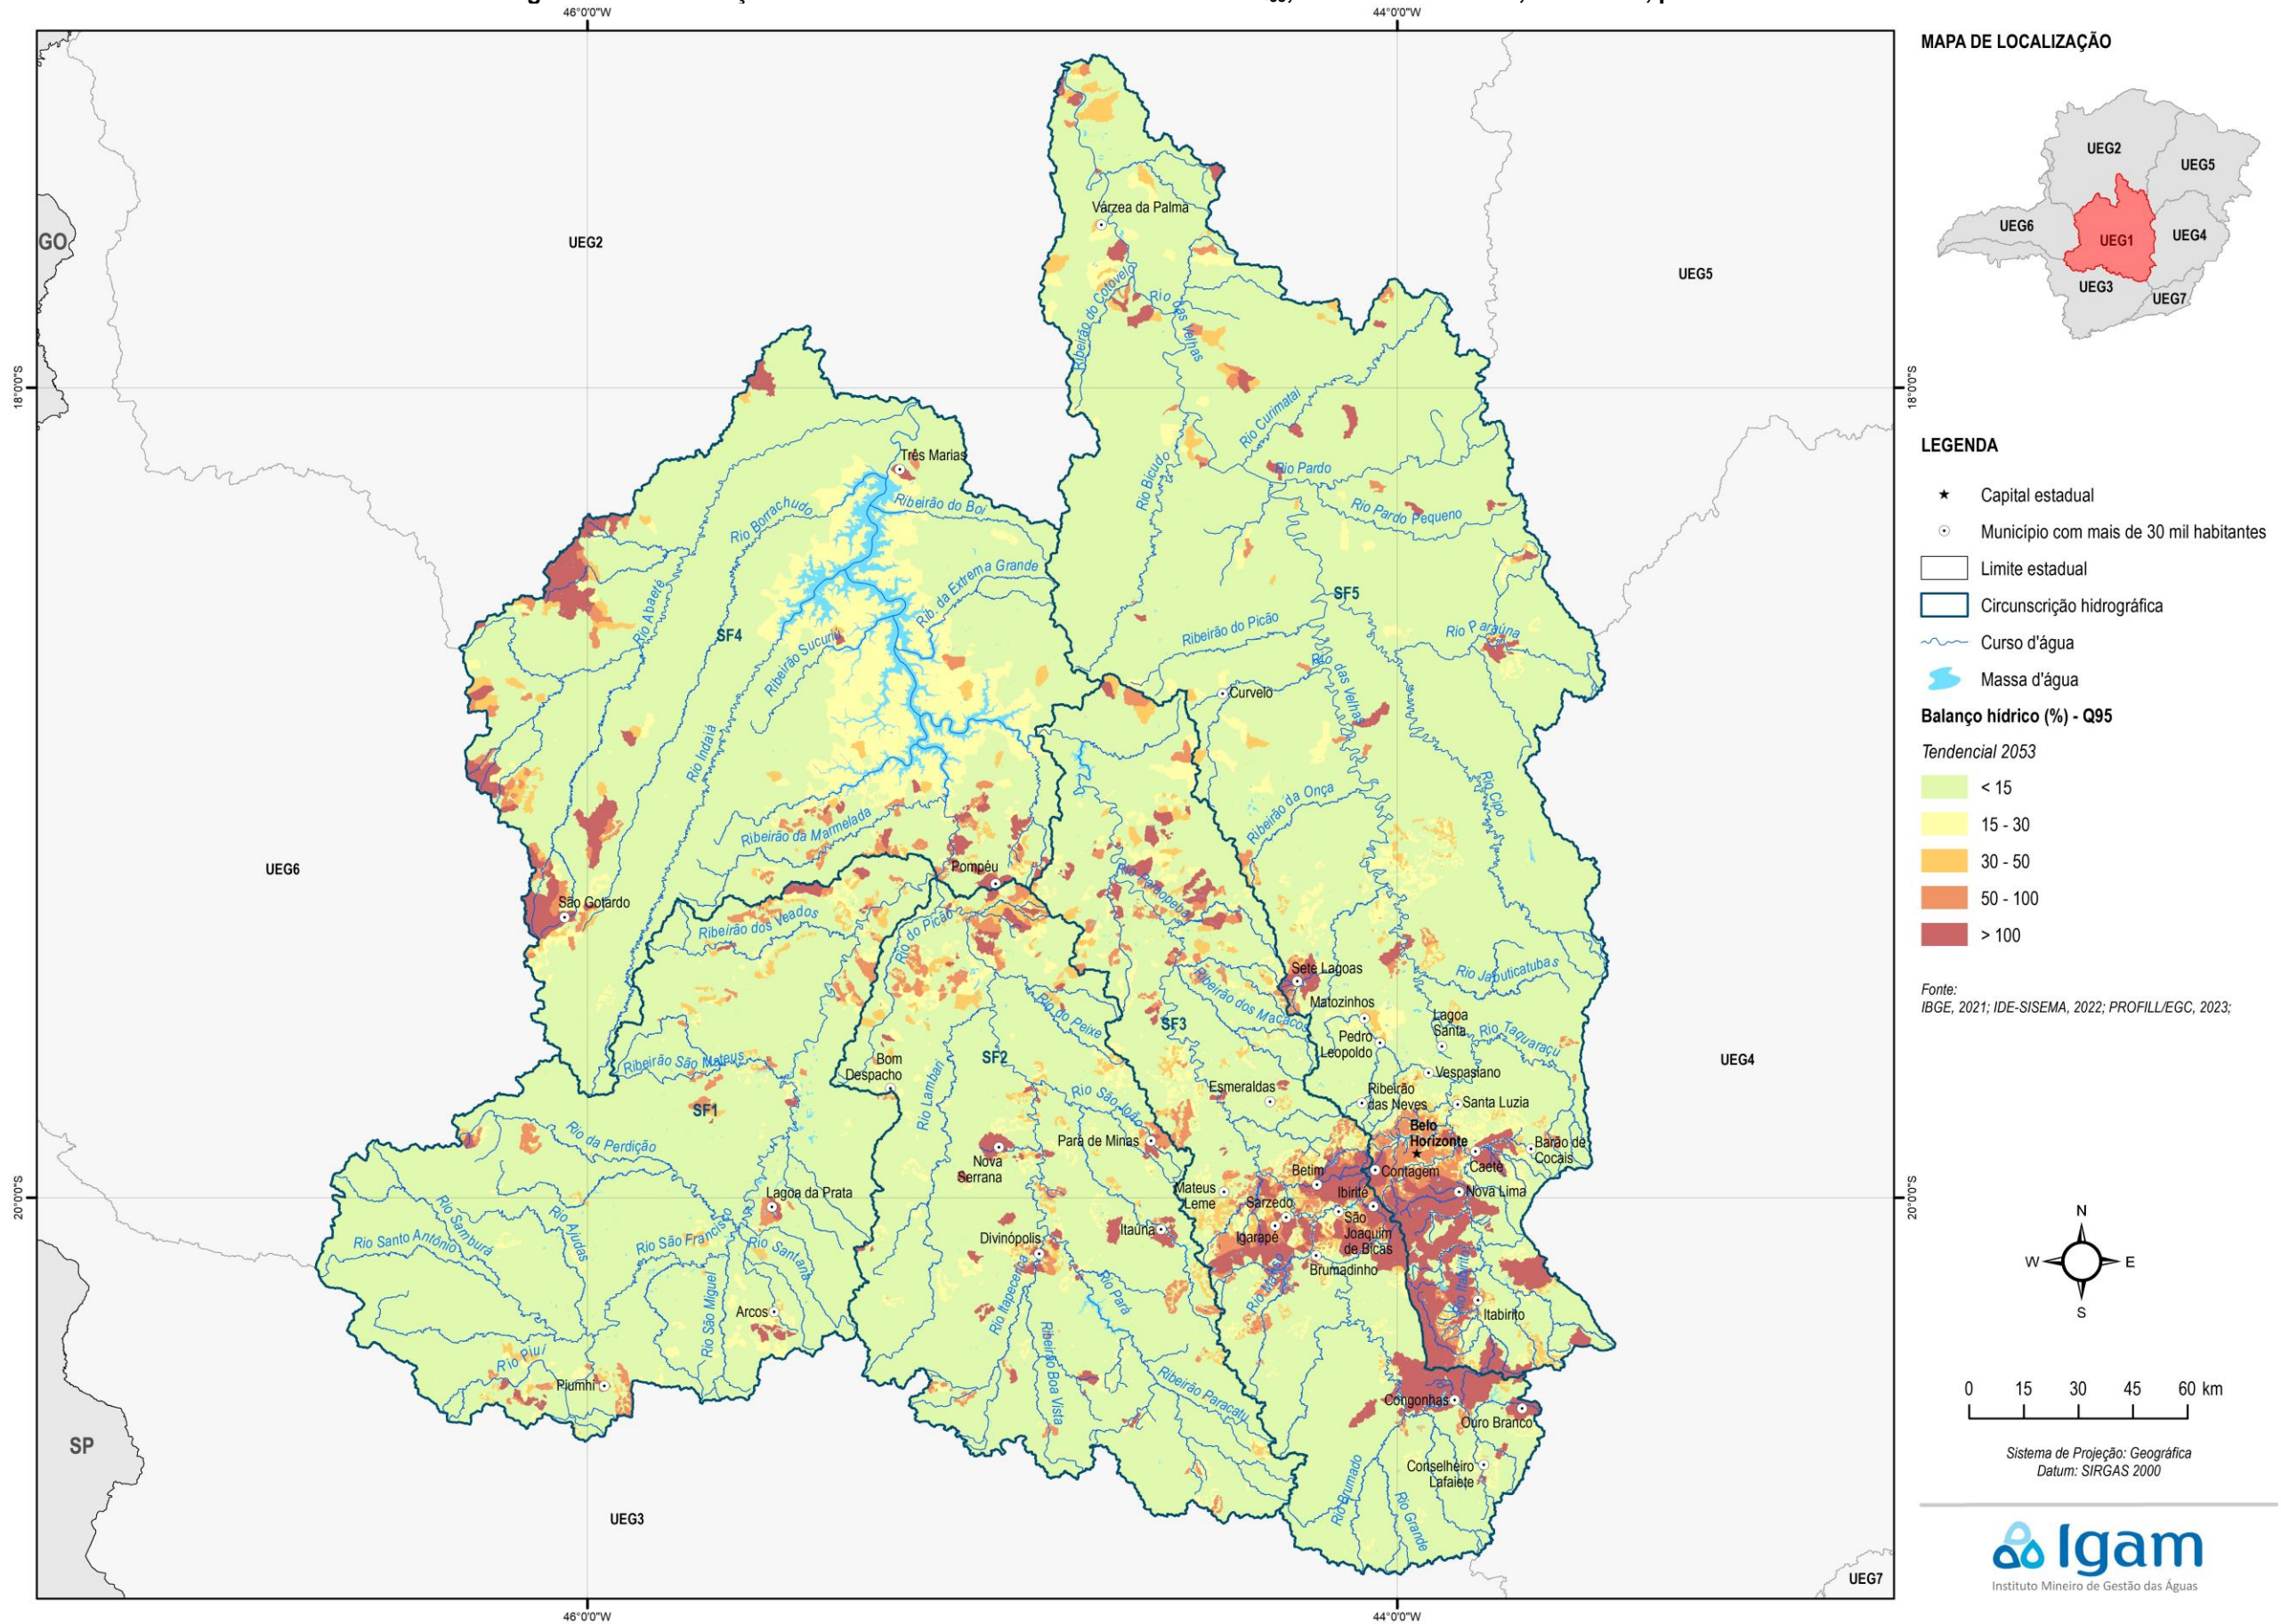 46°0'0"W
44°0'0"W
MAPA DE LOCALIZAÇÃO
UEG2
UEG5
UEG6
UEG1
UEG4
UEG3
UEG7
GO
UEG2
UEG5
Várzea da Palma
Ribeirão do Cotovelo
Rio das Velhas
18°0'0"S
18°0'0"S
Rio Curimataí
LEGENDA
Capital estadual
Município com mais de 30 mil habitantes
Limite estadual
Circunscrição hidrográfica
Curso d'água
Massa d'água
Balanço hídrico (%) - Q95
Tendencial 2053
< 15
15 - 30
30 - 50
50 - 100
> 100
Fonte:
IBGE, 2021; IDE-SISEMA, 2022; PROFILL/EGC, 2023;
Três Marias
Rio Pardo
Rio Bicudo
Ribeirão do Boi
Rio Borrachudo
Rio Pardo Pequeno
Rib. da Extrema Grande
Rio Abaeté
SF5
SF4
Ribeirão Sucuriú
Ribeirão do Picão
Rio Paraúna
Rio das Velhas
Curvelo
Rio Indaiá
Rio Cipó
Ribeirão da Onça
Ribeirão da Marmelada
UEG6
Pompéu
Rio Paraopeba
São Gotardo
Ribeirão dos Veados
Rio do Picão
Sete Lagoas
Rio Jabuticatubas
Ribeirão dos Macacos
Matozinhos
Rio do Peixe
Lagoa
Santa
SF3
Rio Taquaraçu
Pedro
Leopoldo
SF2
Bom
Despacho
Ribeirão São Mateus
UEG4
Vespasiano
Rio Lambari
Esmeraldas
Ribeirão
das Neves
Rio São João
Santa Luzia
SF1
Belo
Horizonte
Rio da Perdição
Pará de Minas
Barão de
Cocais
Nova
Serrana
Betim
Contagem
Caeté
Mateus
Leme
Ibirité
Nova Lima
Lagoa da Prata
Sarzedo
20°0'0"S
20°0'0"S
Rio Samburá
Rio Ajudas
São
Joaquim
de Bicas
Itaúna
Igarapé
Divinópolis
Rio Santo Antônio
Rio São Francisco
Rio Santana
Brumadinho
Rio Manso
Rio Itabirito
Rio Itapecerica
Rio Pará
Rio São Miguel
Arcos
Itabirito
N
W
E
S
Rio Piuí
Piumhi
Ribeirão Boa Vista
Ribeirão Paracatu
Congonhas
Ouro Branco
0 15 30 45 60 km
SP
Sistema de Projeção: Geográfica
Datum: SIRGAS 2000
Conselheiro
Lafaiete
Rio Brumado
Rio Grande
UEG3
Igam
Instituto Mineiro de Gestão das Águas
UEG7
46°0'0"W
44°0'0"W